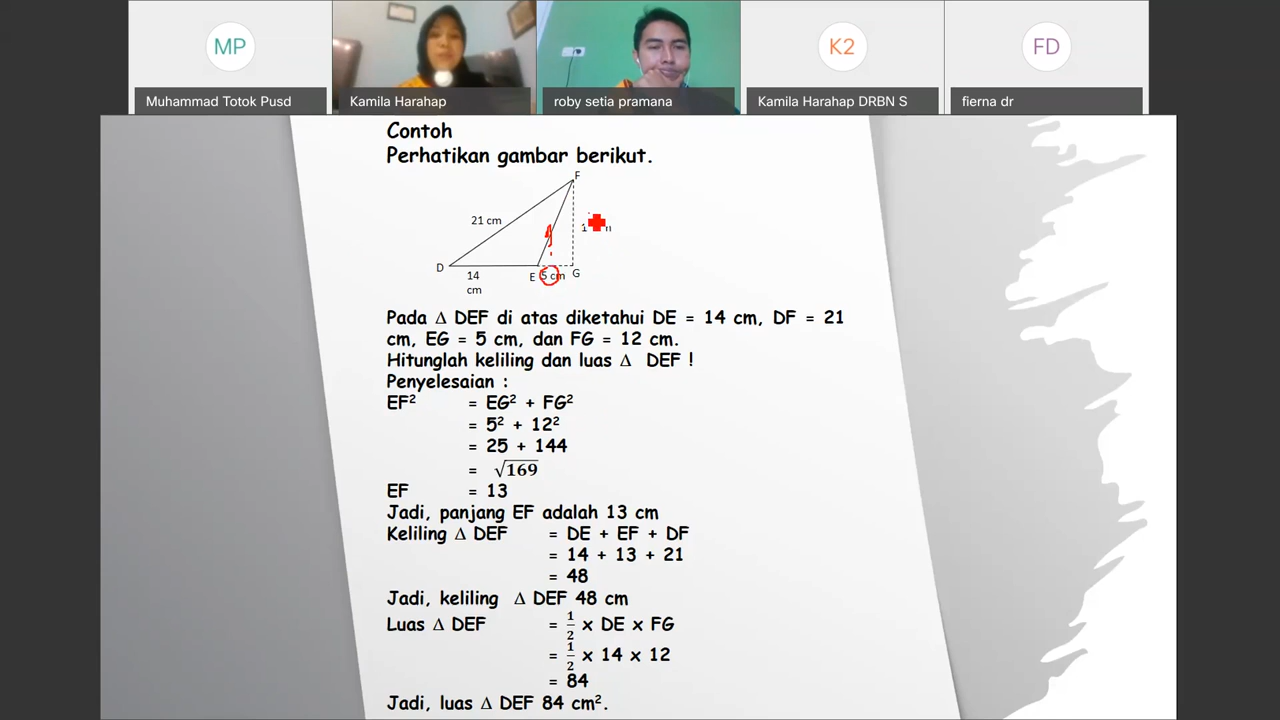 MP
K2
FD
Muhammad Totok Pusd
Kamila Harahap
roby setia pramana
Kamila Harahap DRBN S
fierna dr
Contoh
Perhatikan gambar berikut.
F
21 cm
D
14
cm
E
5 cm
G
Pada ∆ DEF di atas diketahui DE = 14 cm, DF = 21
cm, EG = 5 cm, dan FG = 12 cm.
Hitunglah keliling dan luas ∆ DEF !
Penyelesaian :
EF² = EG² + FG²
= 5² + 12²
= 25 + 144
= √169
EF = 13
Jadi, panjang EF adalah 13 cm
Keliling ∆ DEF = DE + EF + DF
= 14 + 13 + 21
= 48
Jadi, keliling ∆ DEF 48 cm
Luas ∆ DEF = 1/2 x DE x FG
= 1/2 x 14 x 12
= 84
Jadi, luas ∆ DEF 84 cm².